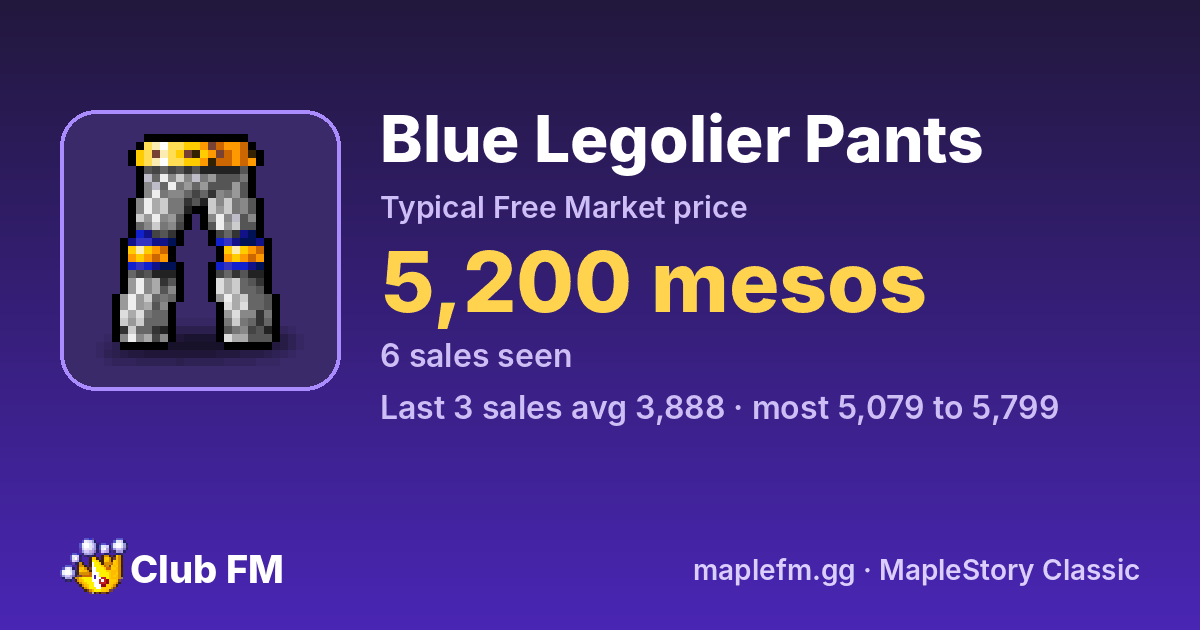 Blue Legolier Pants
Typical Free Market price
5,200 mesos
6 sales seen
Last 3 sales avg 3,888 · most 5,079 to 5,799
Club FM
maplefm.gg · MapleStory Classic